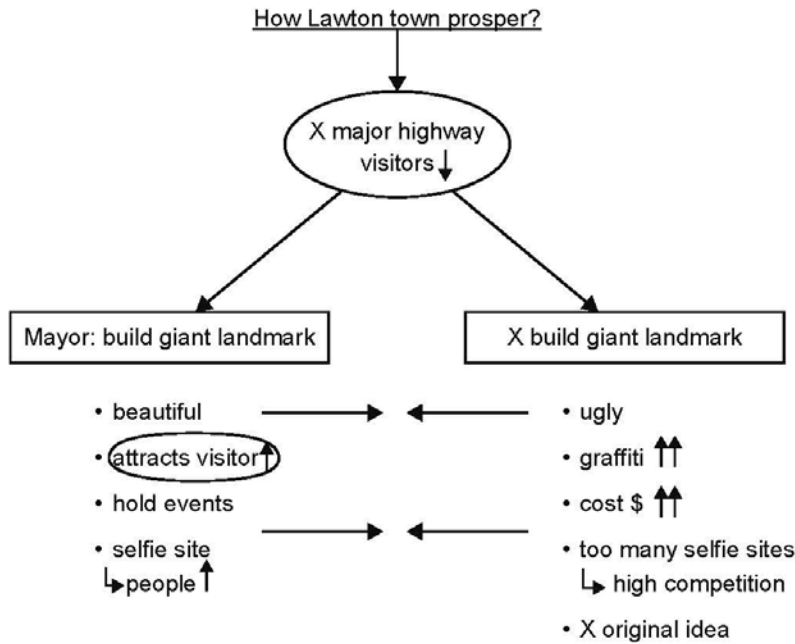 How Lawton town prosper?
X major highway
visitors ↓
Mayor: build giant landmark
X build giant landmark
• beautiful
• attracts visitor ↑
• hold events
• selfie site
↳ people ↑
• ugly
• graffiti ↑↑
• cost $ ↑↑
• too many selfie sites
↳ high competition
• X original idea